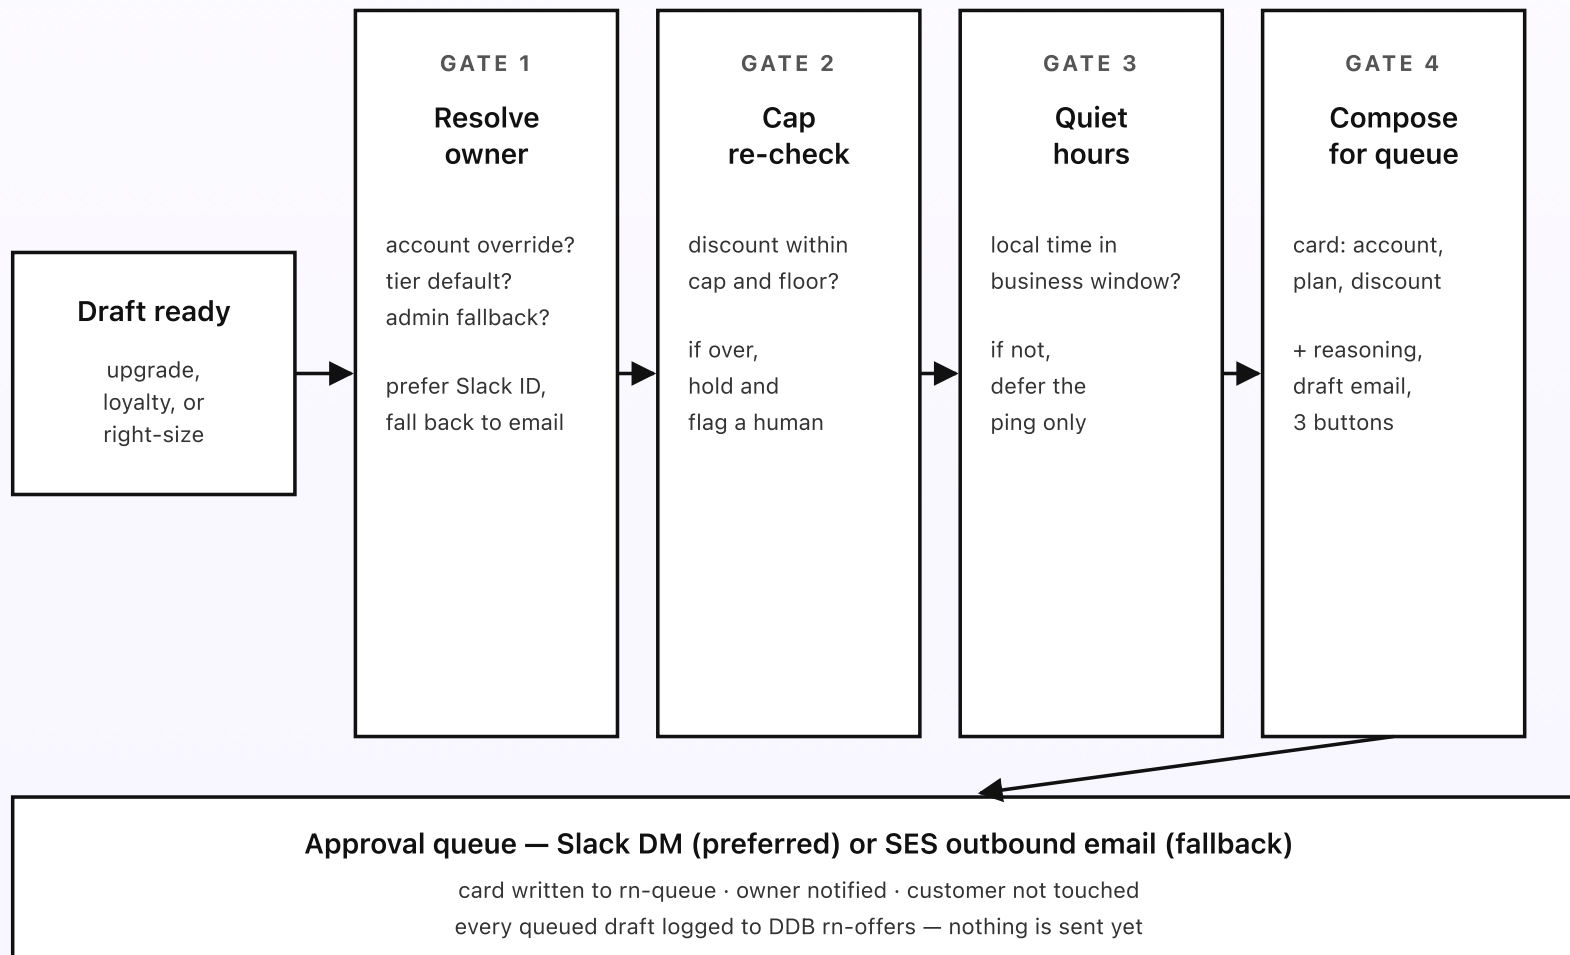 Draft ready
upgrade,
loyalty, or
right-size
GATE 1
Resolve
owner
account override?
tier default?
admin fallback?
prefer Slack ID,
fall back to email
GATE 2
Cap
re-check
discount within
cap and floor?
if over,
hold and
flag a human
GATE 3
Quiet
hours
local time in
business window?
if not,
defer the
ping only
GATE 4
Compose
for queue
card: account,
plan, discount
+ reasoning,
draft email,
3 buttons
Approval queue — Slack DM (preferred) or SES outbound email (fallback)
card written to rn-queue · owner notified · customer not touched
every queued draft logged to DDB rn-offers — nothing is sent yet